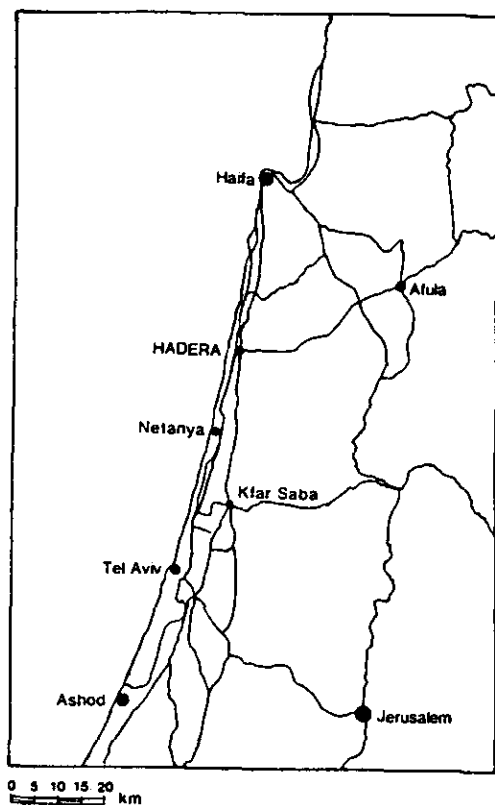 Haifa
Afula
HADERA
Netanya
Kfar Saba
Tel Aviv
Ashod
Jerusalem
0 5 10 15 20
km